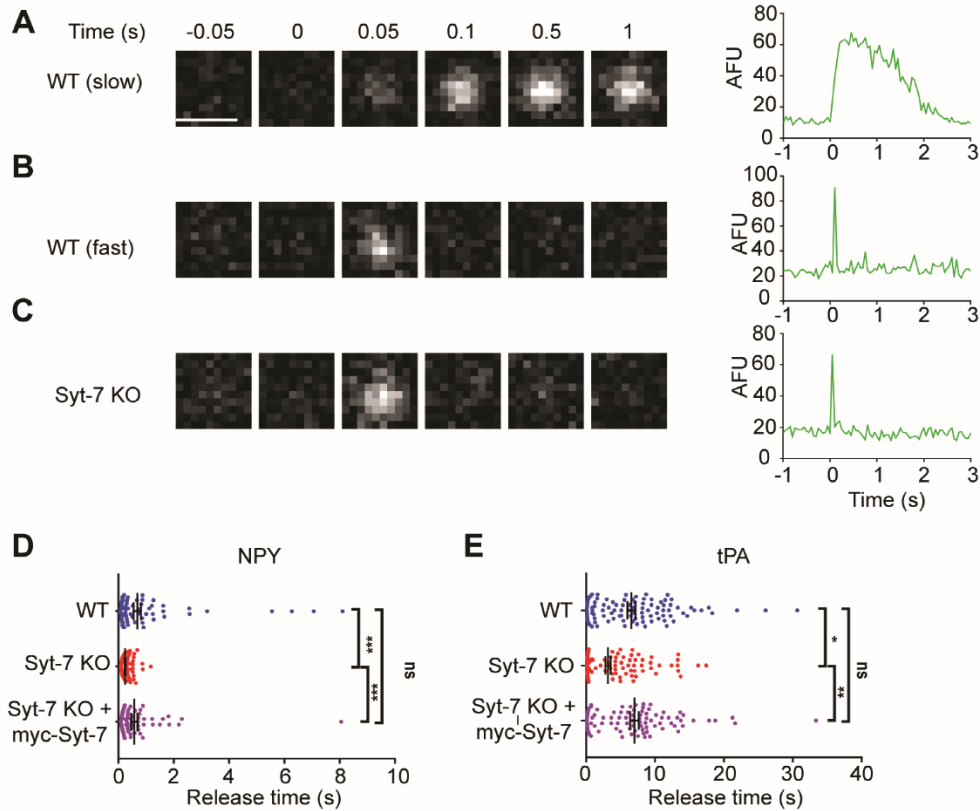 A
Time (s) -0.05 0 0.05 0.1 0.5 1
WT (slow)
AFU
80
60
40
20
0
-1 0 1 2 3
B
WT (fast)
AFU
100
80
60
40
20
0
-1 0 1 2 3
C
Syt-7 KO
AFU
80
60
40
20
0
-1 0 1 2 3
Time (s)
D
NPY
WT
Syt-7 KO
Syt-7 KO +
myc-Syt-7
***
***
ns
0 2 4 6 8 10
Release time (s)
E
tPA
WT
Syt-7 KO
Syt-7 KO +
myc-Syt-7
*
**
ns
0 10 20 30 40
Release time (s)